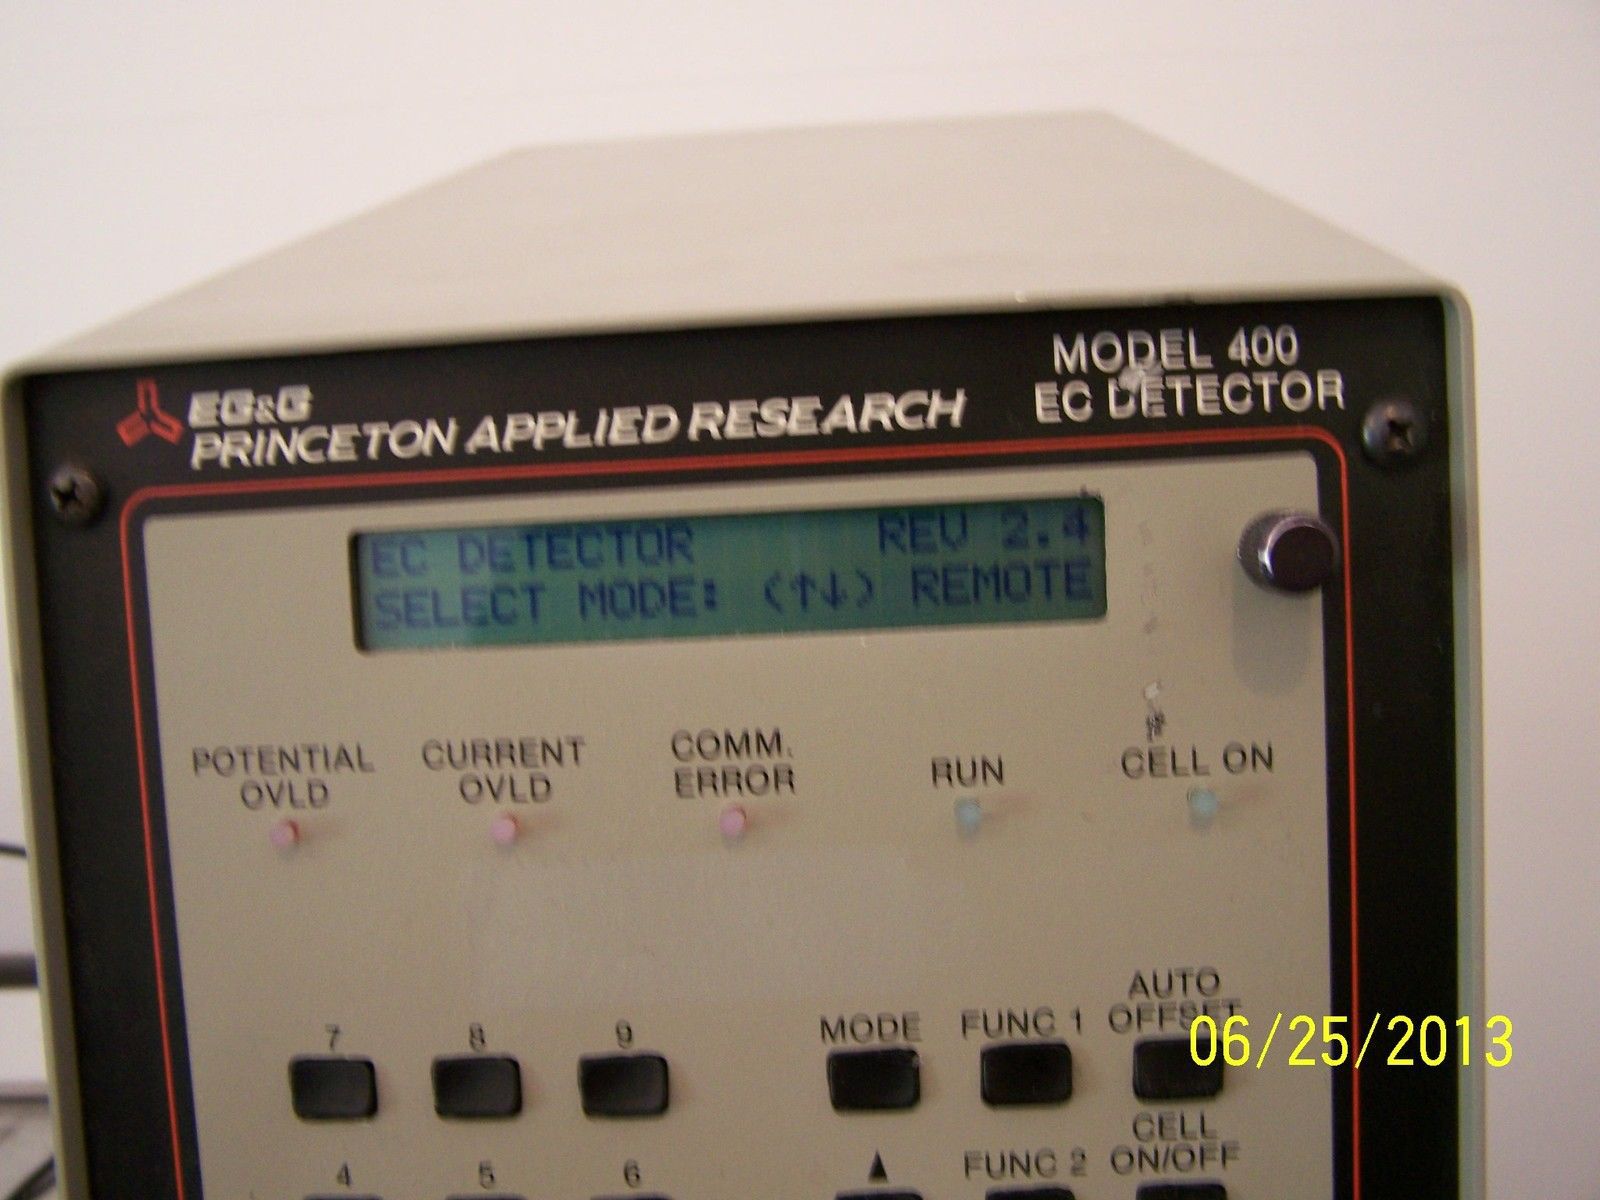 MODEL 400
EC DETECTOR
EG&G
PRINCETON APPLIED RESEARCH
EC DETECTOR REV 2.4
SELECT MODE: (↑↓) REMOTE
POTENTIAL
OVLD
CURRENT
OVLD
COMM.
ERROR
RUN
CELL ON
7
8
9
MODE
FUNC 1
AUTO
OFFSET
06/25/2013
4
5
6
▲
FUNC 2
CELL
ON/OFF